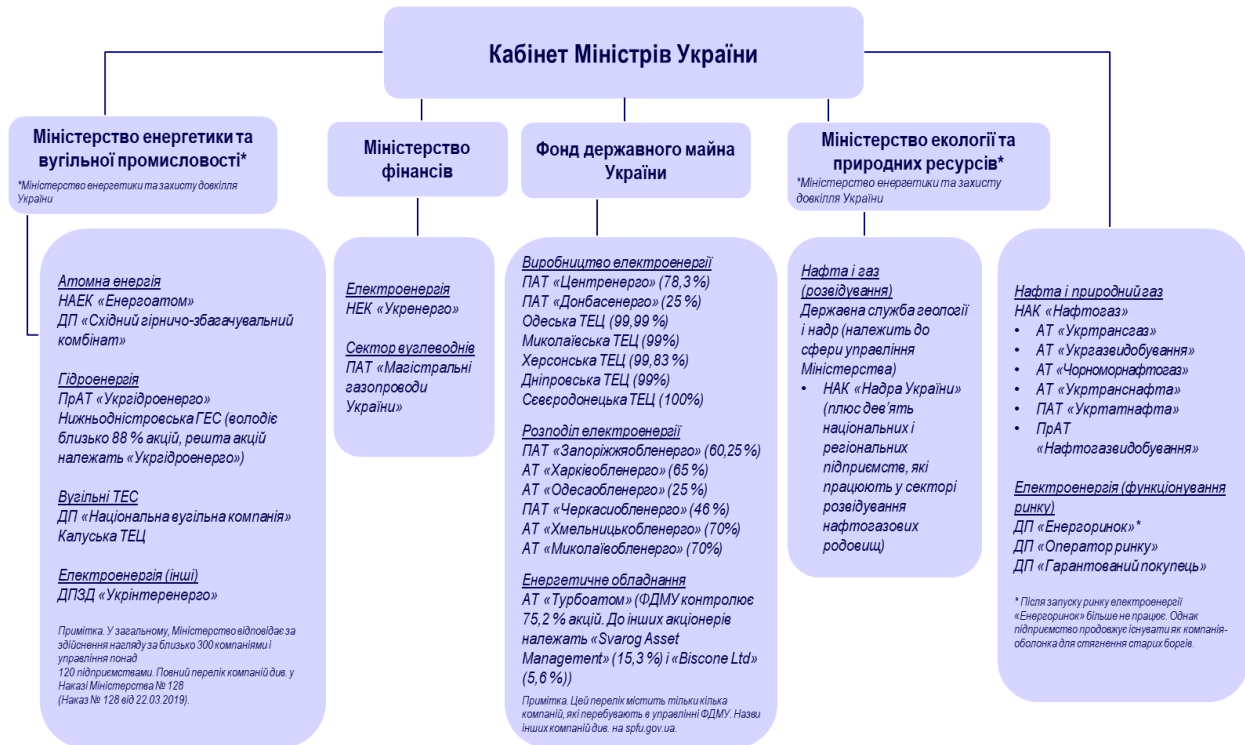 Кабінет Міністрів України
Міністерство енергетики та
вугільної промисловості*
*Міністерство енергетики та захисту довкілля
України
Міністерство
фінансів
Фонд державного майна
України
Міністерство екології та
природних ресурсів*
*Міністерство енергетики та захисту
довкілля України
Атомна енергія
НАЕК «Енергоатом»
ДП «Східний гірничо-збагачувальний
комбінат»
Гідроенергія
ПрАТ «Укргідроенерго»
Нижньодністровська ГЕС (володіє
близько 88 % акцій, решта акцій
належать «Укргідроенерго»)
Вугільні ТЕС
ДП «Національна вугільна компанія»
Калуська ТЕЦ
Електроенергія (інші)
ДПЗД «Укрінтеренерго»
Примітка. У загальному, Міністерство відповідає за
здійснення нагляду за близько 300 компаніями і
управління понад
120 підприємствами. Повний перелік компаній див. у
Наказі Міністерства № 128
(Наказ № 128 від 22.03.2019).
Електроенергія
НЕК «Укренерго»
Сектор вуглеводнів
ПАТ «Магістральні
газопроводи
України»
Виробництво електроенергії
ПАТ «Центренерго» (78,3 %)
ПАТ «Донбасенерго» (25 %)
Одеська ТЕЦ (99,99 %)
Миколаївська ТЕЦ (99%)
Херсонська ТЕЦ (99,83 %)
Дніпровська ТЕЦ (99%)
Сєвєродонецька ТЕЦ (100%)
Розподіл електроенергії
ПАТ «Запоріжжяобленерго» (60,25 %)
АТ «Харківобленерго» (65 %)
АТ «Одесаобленерго» (25 %)
ПАТ «Черкасиобленерго» (46 %)
АТ «Хмельницькобленерго» (70%)
АТ «Миколаївобленерго» (70%)
Енергетичне обладнання
АТ «Турбоатом» (ФДМУ контролює
75,2 % акцій. До інших акціонерів
належать «Svarog Asset
Management» (15,3 %) і «Biscone Ltd»
(5,6 %))
Примітка. Цей перелік містить тільки кілька
компаній, які перебувають в управлінні ФДМУ. Назви
інших компаній див. на spfu.gov.ua.
Нафта і газ
(розвідування)
Державна служба геології
і надр (належить до
сфери управління
Міністерства)
• НАК «Надра України»
(плюс дев’ять
національних і
регіональних
підприємств, які
працюють у секторі
розвідування
нафтогазових
родовищ)
Нафта і природний газ
НАК «Нафтогаз»
• АТ «Укртрансгаз»
• АТ «Укргазвидобування»
• АТ «Чорноморнафтогаз»
• АТ «Укртранснафта»
• ПАТ «Укртатнафта»
• ПрАТ
«Нафтогазвидобування»
Електроенергія (функціонування
ринку)
ДП «Енергоринок»*
ДП «Оператор ринку»
ДП «Гарантований покупець»
* Після запуску ринку електроенергії
«Енергоринок» більше не працює. Однак
підприємство продовжує існувати як компанія-
оболонка для стягнення старих боргів.